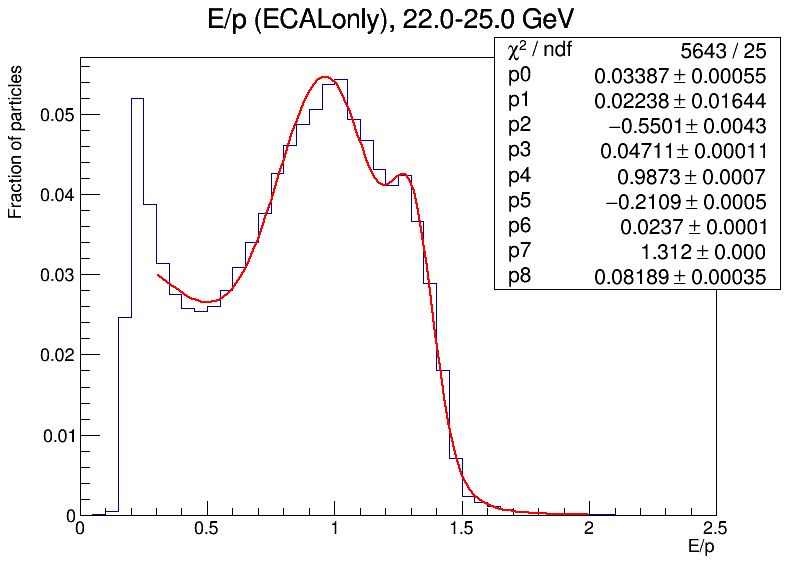 E/p (ECALonly), 22.0-25.0 GeV
χ² / ndf 5643 / 25
p0 0.03387 ± 0.00055
p1 0.02238 ± 0.01644
p2 −0.5501 ± 0.0043
p3 0.04711 ± 0.00011
p4 0.9873 ± 0.0007
p5 −0.2109 ± 0.0005
p6 0.0237 ± 0.0001
p7 1.312 ± 0.000
p8 0.08189 ± 0.00035
Fraction of particles
0.05
0.04
0.03
0.02
0.01
0
0 0.5 1 1.5 2 2.5
E/p